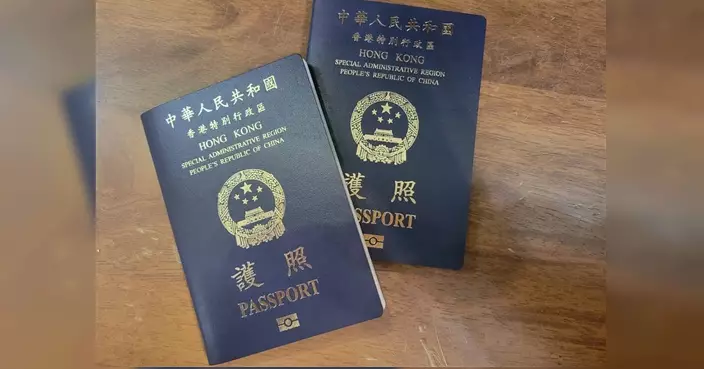 中華人民共和國
香港特別行政區
HONG KONG
SPECIAL ADMINISTRATIVE REGION
PEOPLE'S REPUBLIC OF CHINA
護照
PASSPORT
中華人民共和國
香港特別行政區
HONG KONG
SPECIAL ADMINISTRATIVE REGION
PEOPLE'S REPUBLIC OF CHINA
護照
SSPORT